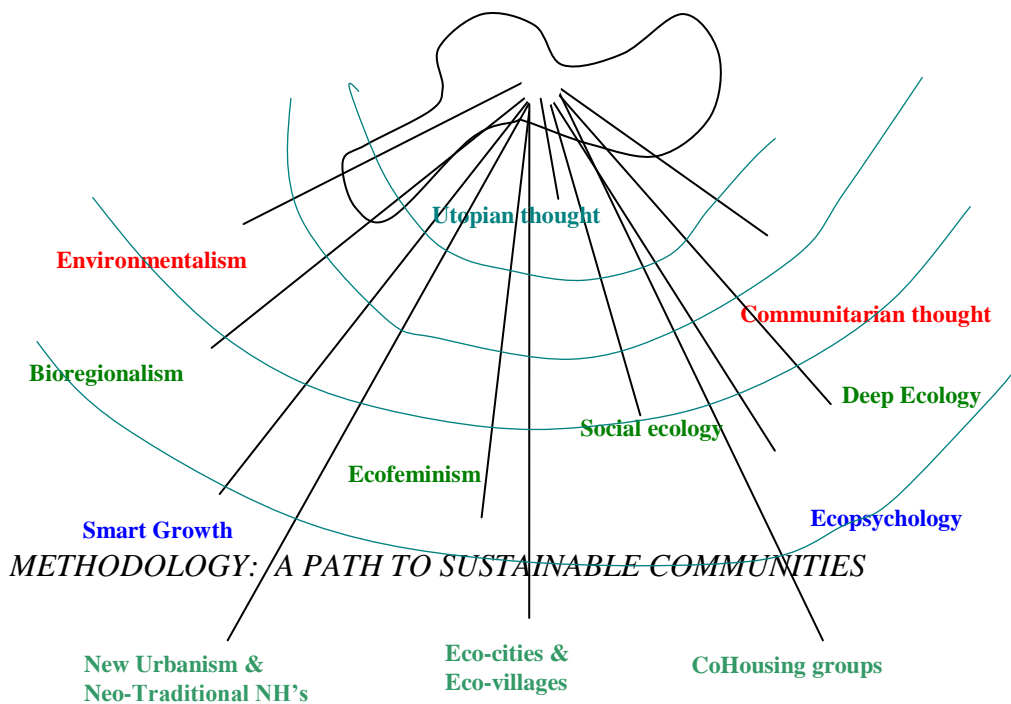 Utopian thought
Environmentalism
Communitarian thought
Bioregionalism
Deep Ecology
Social ecology
Ecofeminism
Smart Growth
Ecopsychology
METHODOLOGY: A PATH TO SUSTAINABLE COMMUNITIES
New Urbanism &
Neo-Traditional NH’s
Eco-cities &
Eco-villages
CoHousing groups